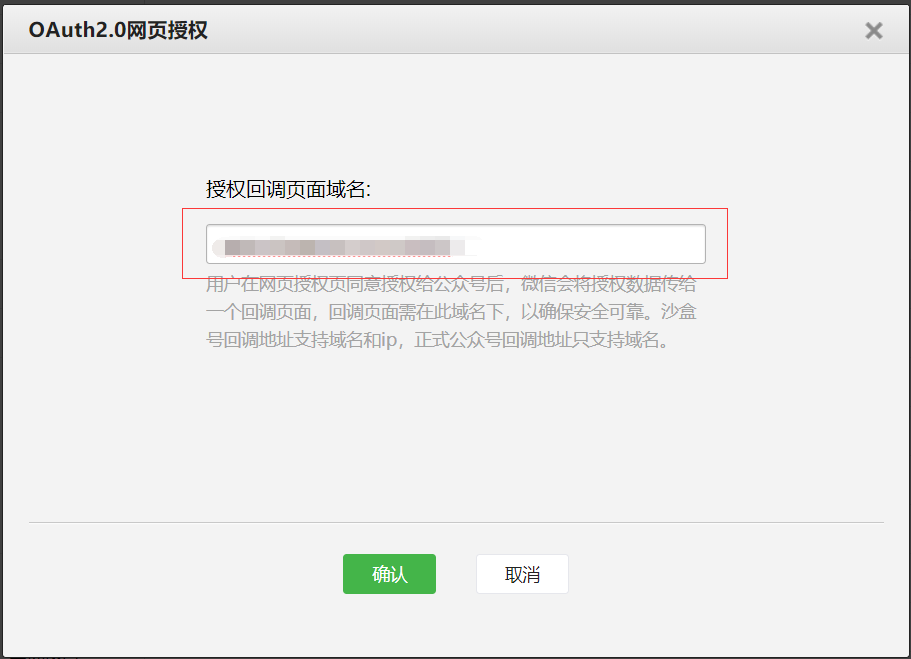 OAuth2.0网页授权
授权回调页面域名:
用户在网页授权页同意授权给公众号后，微信会将授权数据传给
一个回调页面，回调页面需在此域名下，以确保安全可靠。沙盒
号回调地址支持域名和ip，正式公众号回调地址只支持域名。
确认
取消